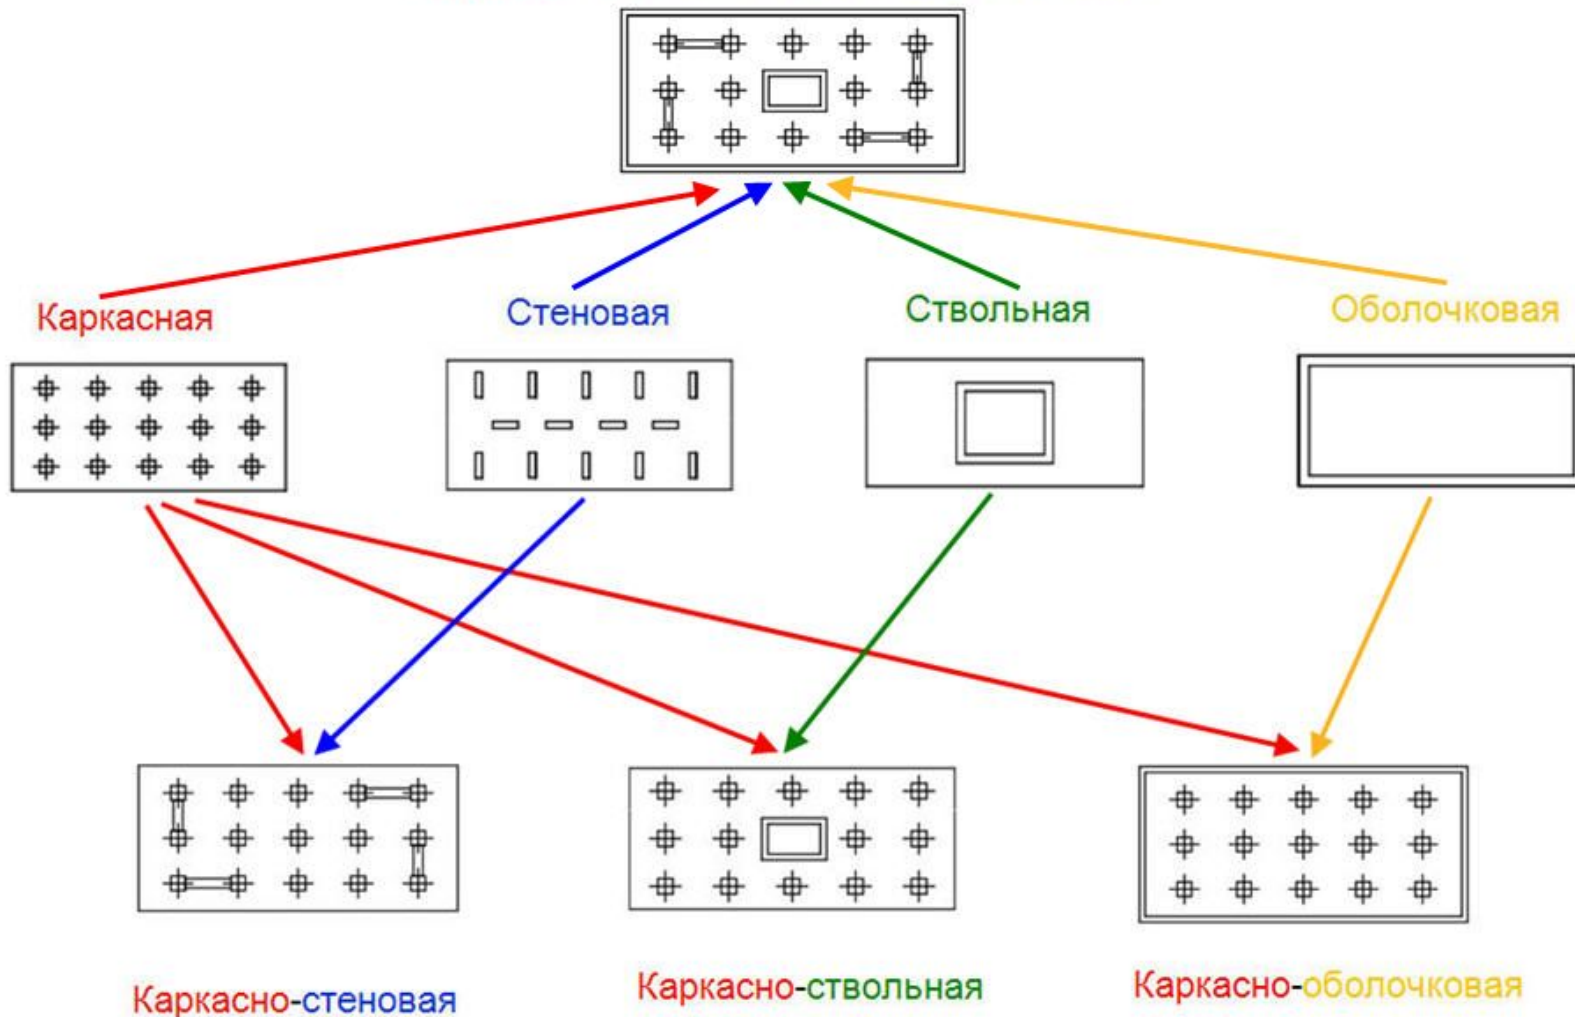 Каркасная
Стеновая
Ствольная
Оболочковая
Каркасно-стеновая
Каркасно-ствольная
Каркасно-оболочковая